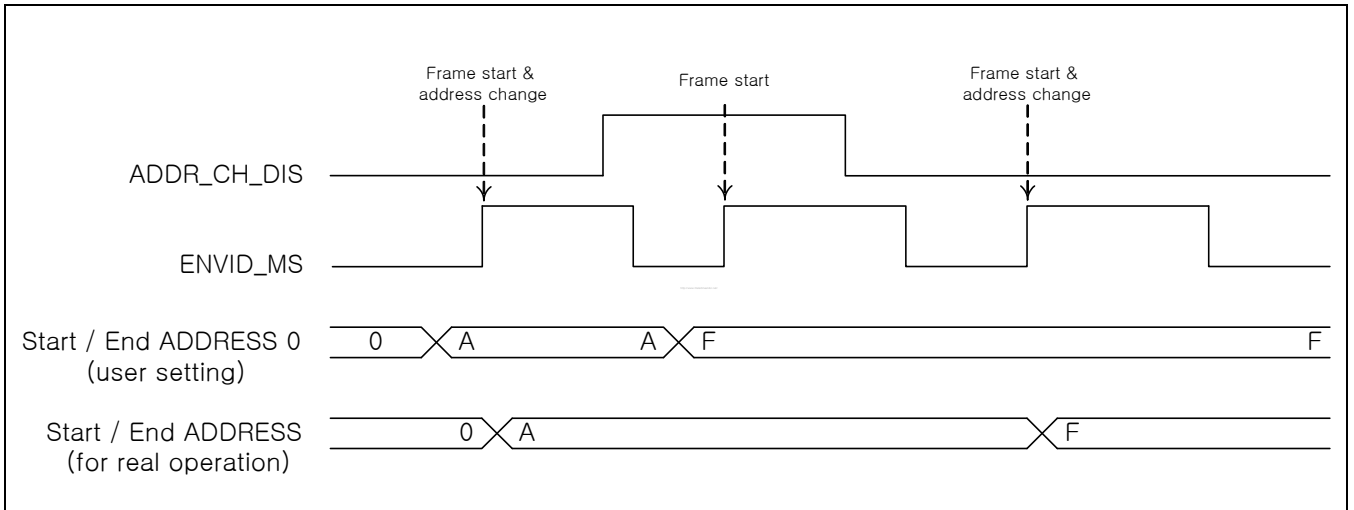 Frame start &
address change
Frame start
Frame start &
address change
ADDR_CH_DIS
ENVID_MS
Start / End ADDRESS 0
(user setting)
0 A A F F
Start / End ADDRESS
(for real operation)
0 A F